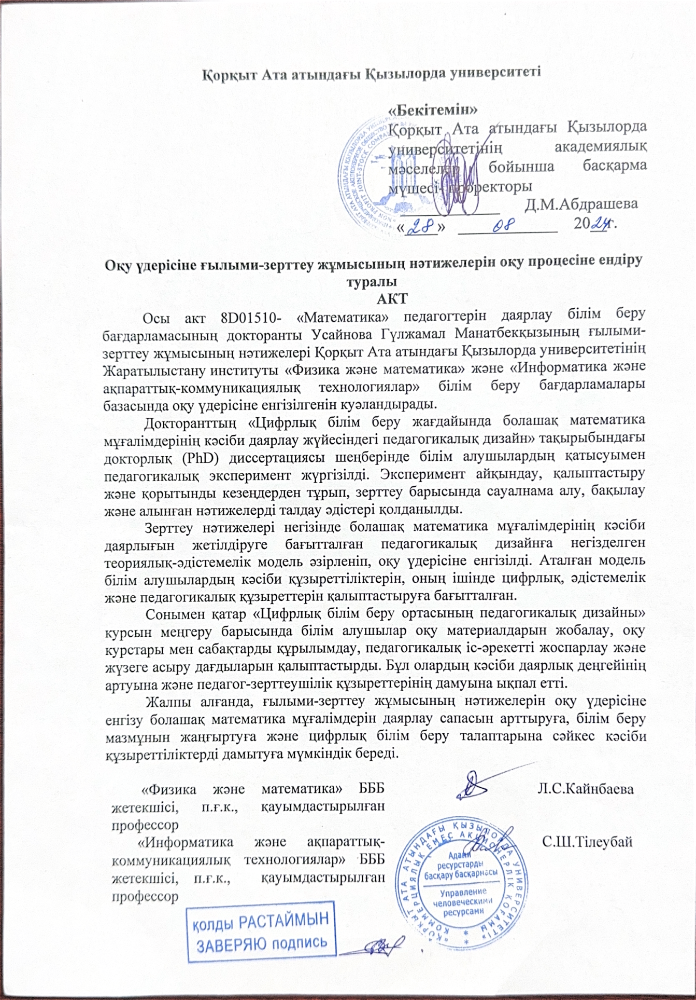 Қорқыт Ата атындағы Қызылорда университеті
«Бекітемін»
Қорқыт Ата атындағы Қызылорда
университетінің академиялық
мәселелер бойынша басқарма
мүшесі- проректоры
Д.М.Абдрашева
«28» 08 2024г.
Оқу үдерісіне ғылыми-зерттеу жұмысының нәтижелерін оқу процесіне ендіру
туралы
АКТ
Осы акт 8D01510- «Математика» педагогтерін даярлау білім беру
бағдарламасының докторанты Усайнова Гүлжамал Манатбекқызының ғылыми-
зерттеу жұмысының нәтижелері Қорқыт Ата атындағы Қызылорда университетінің
Жаратылыстану институты «Физика және математика» және «Информатика және
ақпараттық-коммуникациялық технологиялар» білім беру бағдарламалары
базасында оқу үдерісіне енгізілгенін куәландырады.
Докторанттың «Цифрлық білім беру жағдайында болашақ математика
мұғалімдерінің кәсіби даярлау жүйесіндегі педагогикалық дизайн» тақырыбындағы
докторлық (PhD) диссертациясы шеңберінде білім алушылардың қатысуымен
педагогикалық эксперимент жүргізілді. Эксперимент айқындау, қалыптастыру
және қорытынды кезеңдерден тұрып, зерттеу барысында сауалнама алу, бақылау
және алынған нәтижелерді талдау әдістері қолданылды.
Зерттеу нәтижелері негізінде болашақ математика мұғалімдерінің кәсіби
даярлығын жетілдіруге бағытталған педагогикалық дизайнға негізделген
теориялық-әдістемелік модель әзірленіп, оқу үдерісіне енгізілді. Аталған модель
білім алушылардың кәсіби құзыреттіліктерін, оның ішінде цифрлық, әдістемелік
және педагогикалық құзыреттерін қалыптастыруға бағытталған.
Сонымен қатар «Цифрлық білім беру ортасының педагогикалық дизайны»
курсын меңгеру барысында білім алушылар оқу материалдарын жобалау, оқу
курстары мен сабақтарды құрылымдау, педагогикалық іс-әрекетті жоспарлау және
жүзеге асыру дағдыларын қалыптастырды. Бұл олардың кәсіби даярлық деңгейінің
артуына және педагог-зерттеушілік құзыреттерінің дамуына ықпал етті.
Жалпы алғанда, ғылыми-зерттеу жұмысының нәтижелерін оқу үдерісіне
енгізу болашақ математика мұғалімдерін даярлау сапасын арттыруға, білім беру
мазмұнын жаңғыртуға және цифрлық білім беру талаптарына сәйкес кәсіби
құзыреттіліктерді дамытуға мүмкіндік береді.
«Физика және математика» БББ Л.С.Кайнбаева
жетекшісі, п.ғ.к., қауымдастырылған
профессор
«Информатика және ақпараттық- С.Ш.Тілеубай
коммуникациялық технологиялар» БББ
жетекшісі, п.ғ.к., қауымдастырылған
профессор
«ҚОРҚЫТ АТА АТЫНДАҒЫ ҚЫЗЫЛОРДА УНИВЕРСИТЕТІ»
КОММЕРЦИЯЛЫҚ ЕМЕС АКЦИОНЕРЛІК ҚОҒАМЫ
Адами
ресурстарды
басқару басқармасы
Управление
человеческими
ресурсами
қолды РАСТАЙМЫН
ЗАВЕРЯЮ подпись